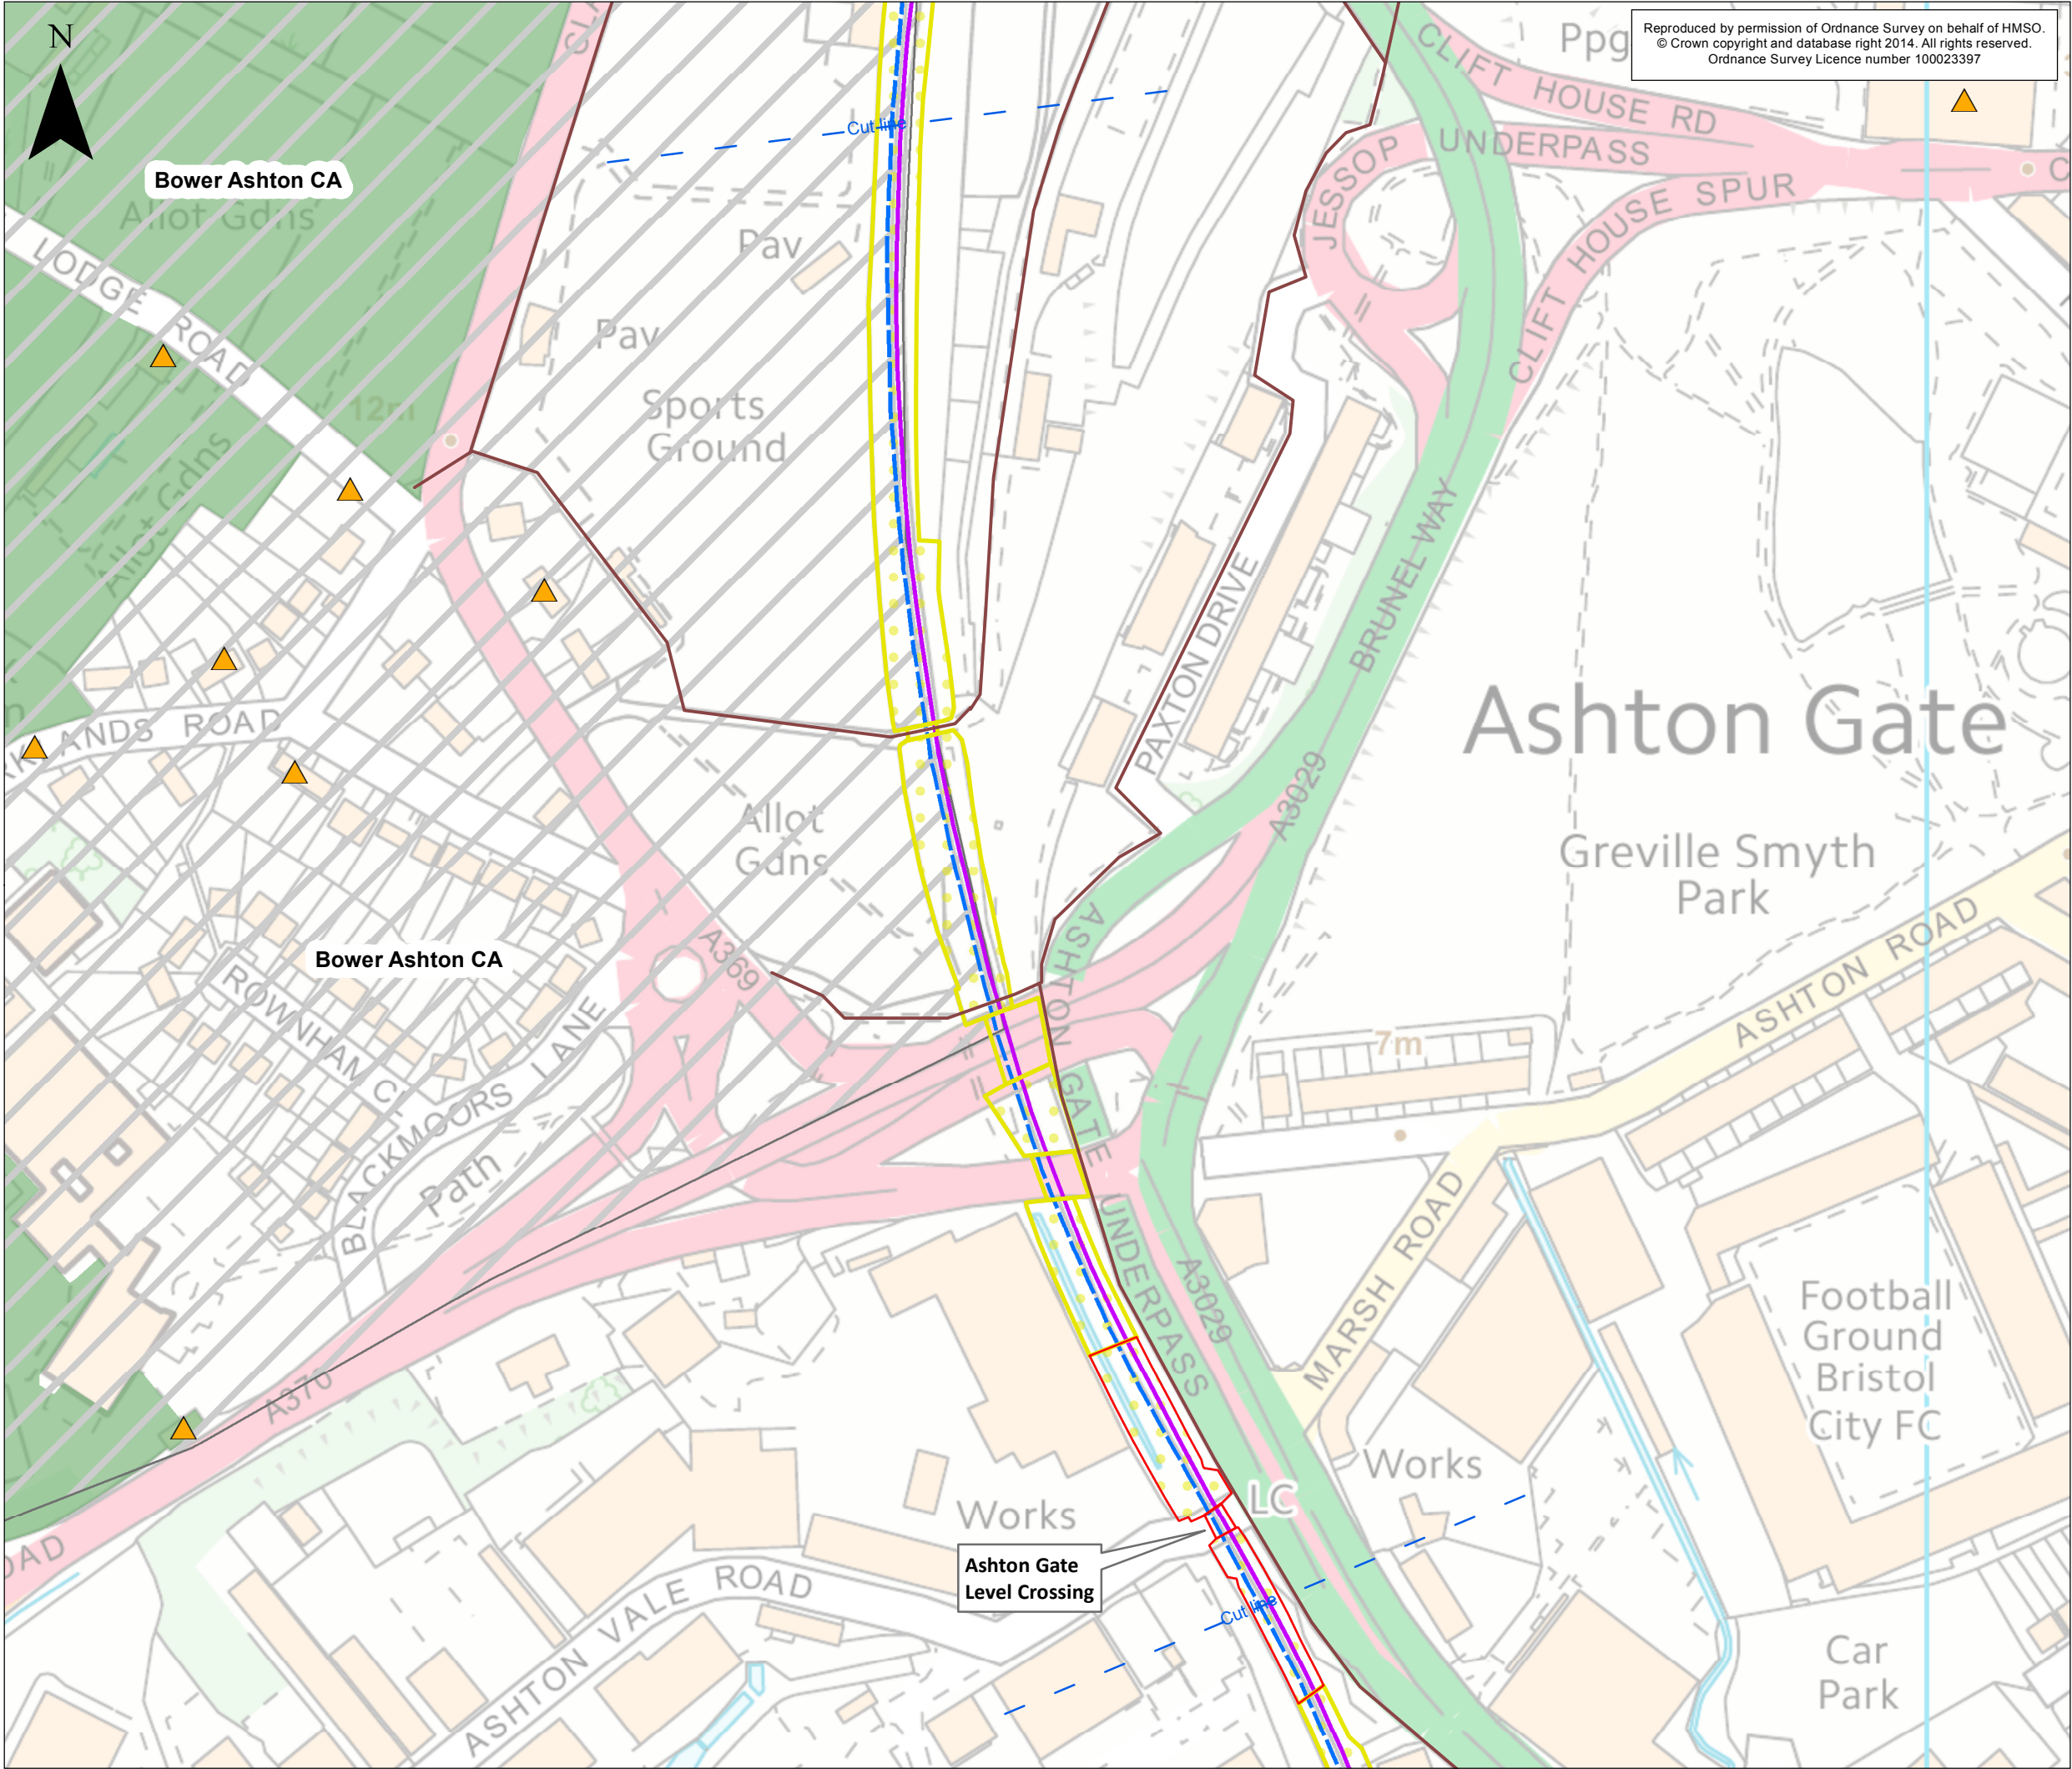 N
Reproduced by permission of Ordnance Survey on behalf of HMSO.
© Crown copyright and database right 2014. All rights reserved.
Ordnance Survey Licence number 100023397
Ppg
CLIFT HOUSE RD
UNDERPASS
JESSOP
CLIFT HOUSE SPUR
C
Cut line
Bower Ashton CA
Allot Gdns
LODGE ROAD
12m
Allot Gdns
Pav
Pav
Sports
Ground
BRUNEL WAY
PAXTON DRIVE
A3029
Ashton Gate
Greville Smyth
Park
ANDS ROAD
Allot
Gdns
A369
Bower Ashton CA
ROWNHAM CL
BLACKMOORS LANE
Path
ASHTON GATE UNDERPASS
ASHTON ROAD
7m
MARSH ROAD
A3029
A370
OAD
Football
Ground
Bristol
City FC
Works
LC
Works
Ashton Gate
Level Crossing
Cut line
ASHTON VALE ROAD
Car
Park